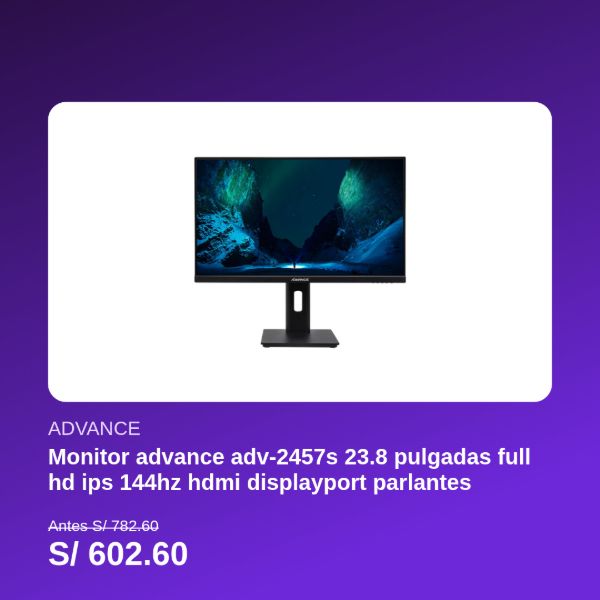 ADVANCE
ADVANCE
Monitor advance adv-2457s 23.8 pulgadas full
hd ips 144hz hdmi displayport parlantes
Antes S/ 782.60
S/ 602.60